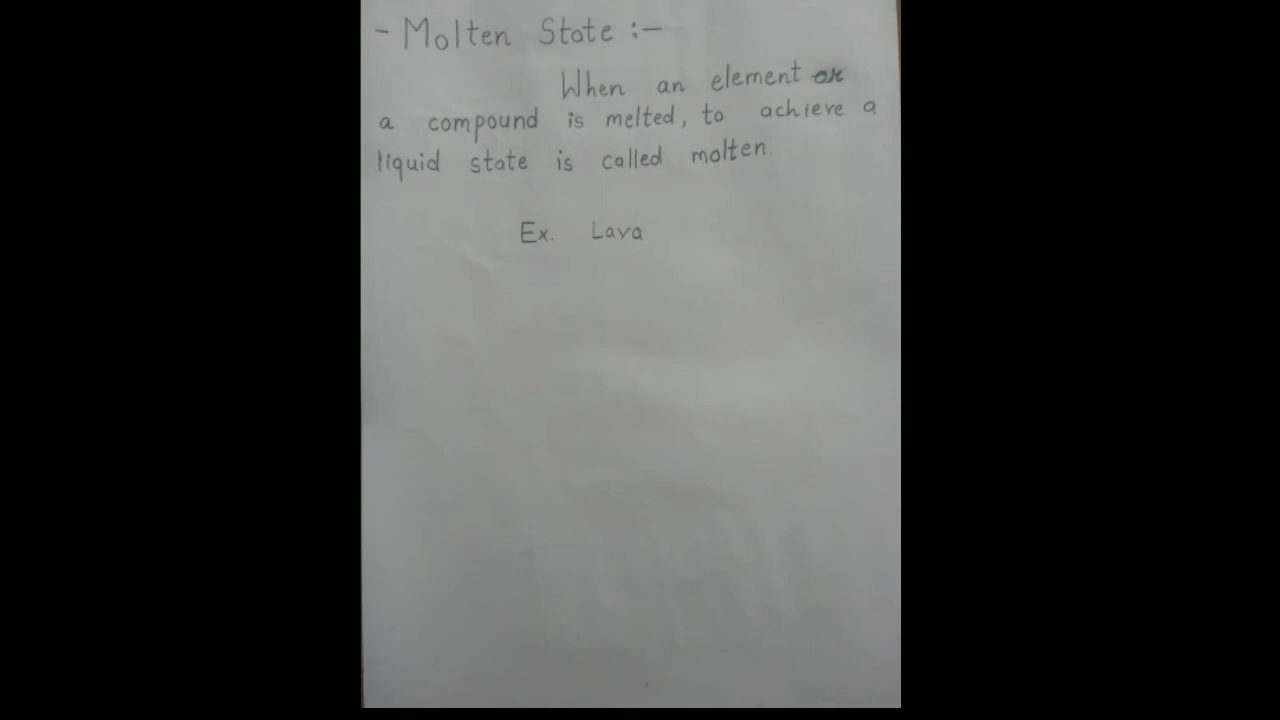 - Molten State :-
When an element or
a compound is melted, to achieve a
liquid state is called molten.
Ex. Lava